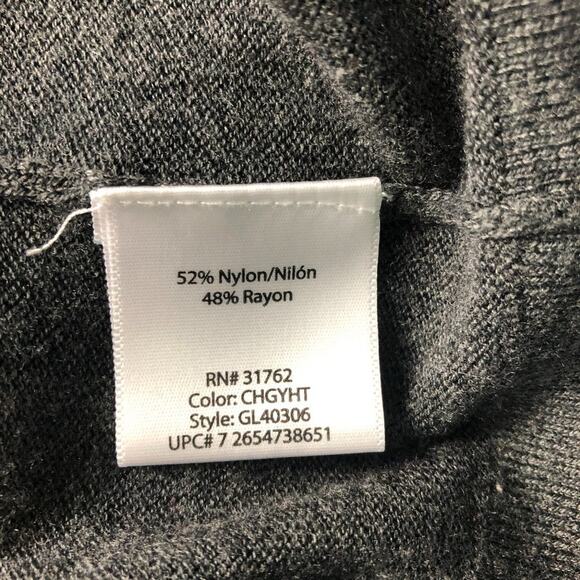 52% Nylon/Nilón
48% Rayon
RN# 31762
Color: CHGYHT
Style: GL40306
UPC# 7 2654738651